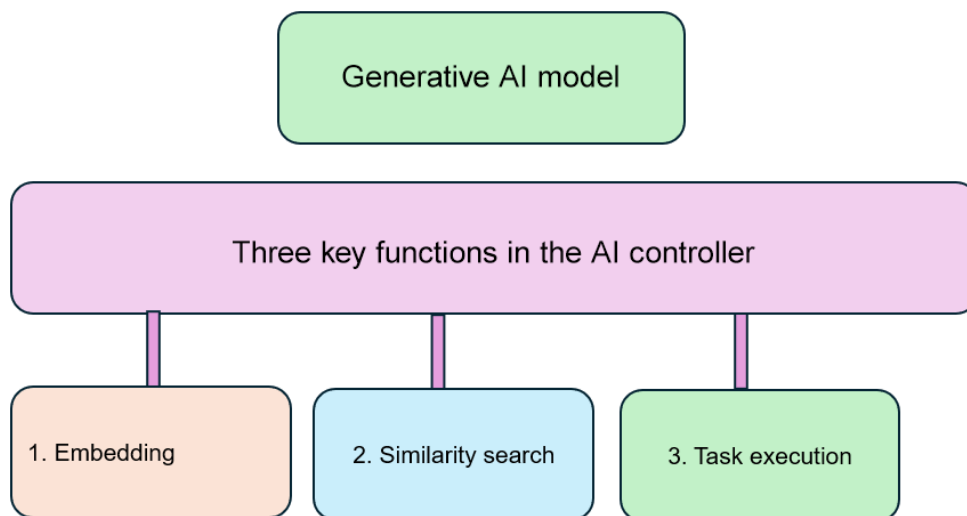 Generative AI model
Three key functions in the AI controller
1. Embedding
2. Similarity search
3. Task execution